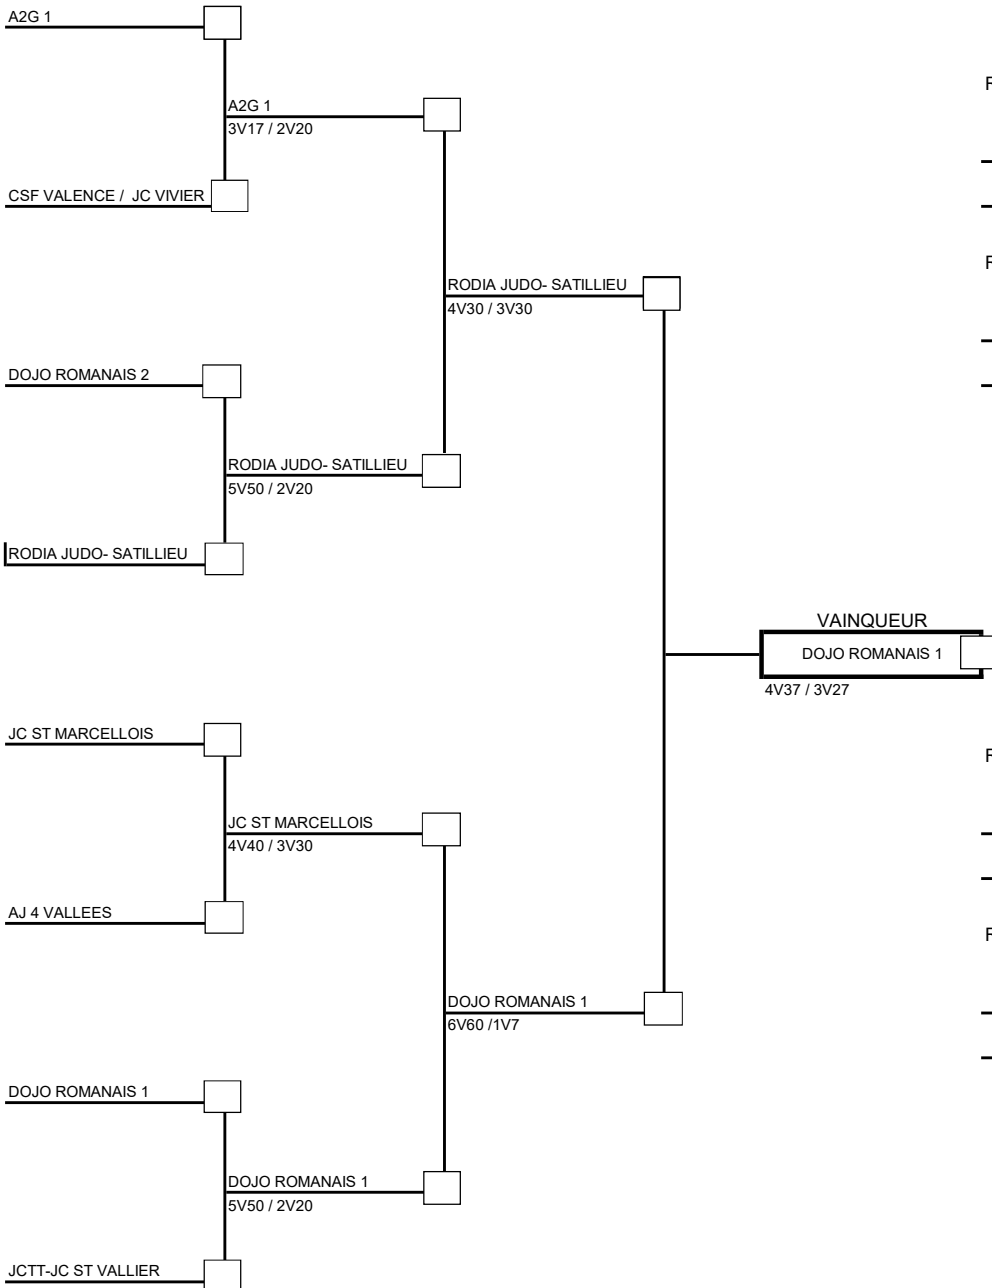 A2G 1
A2G 1
3V17 / 2V20
CSF VALENCE / JC VIVIER
RODIA JUDO- SATILLIEU
4V30 / 3V30
DOJO ROMANAIS 2
RODIA JUDO- SATILLIEU
5V50 / 2V20
RODIA JUDO- SATILLIEU
VAINQUEUR
DOJO ROMANAIS 1
4V37 / 3V27
JC ST MARCELLOIS
JC ST MARCELLOIS
4V40 / 3V30
AJ 4 VALLEES
DOJO ROMANAIS 1
6V60 /1V7
DOJO ROMANAIS 1
DOJO ROMANAIS 1
5V50 / 2V20
JCTT-JC ST VALLIER